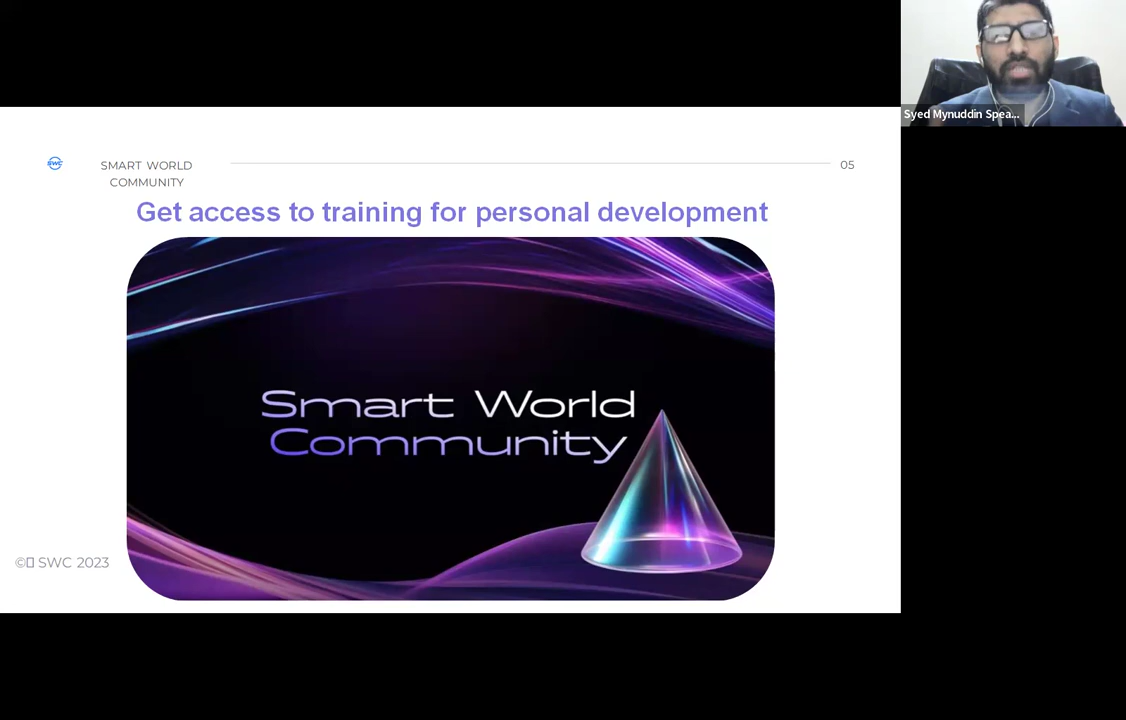 Syed Mynuddin Spea...
SWC
SMART WORLD
COMMUNITY
05
Get access to training for personal development
Smart World
Community
© SWC 2023